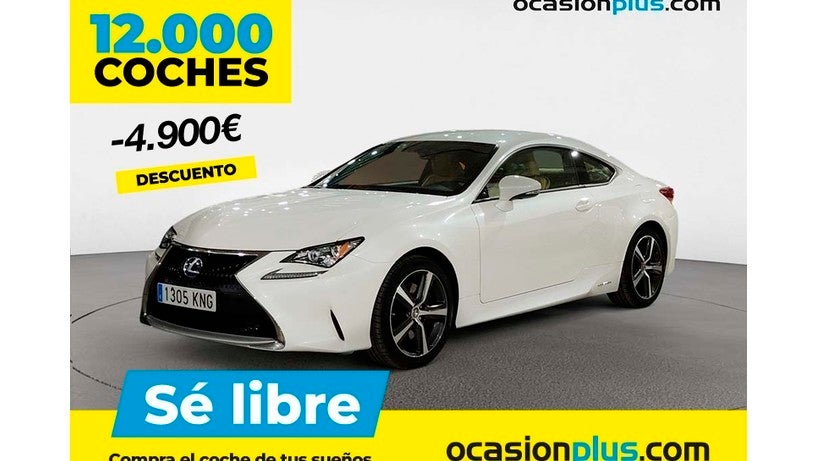 ocasionplus.com
12.000
COCHES
-4.900€
DESCUENTO
1305 KNG
Sé libre
Compra el coche de tus sueños
ocasionplus.com